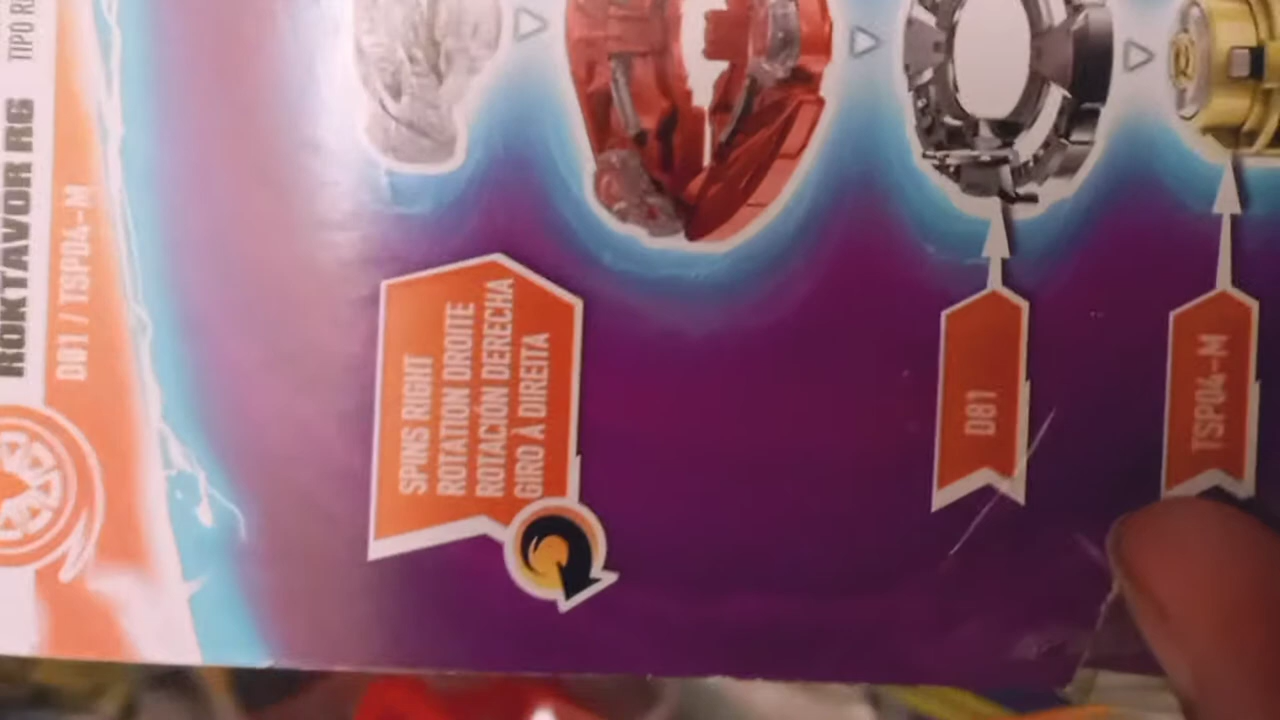 ROKTAVOR R6
TIPO
D81 / TSP04-M
SPINS RIGHT
ROTATION DROITE
ROTACIÓN DERECHA
GIRO À DIREITA
D81
TSP04-M